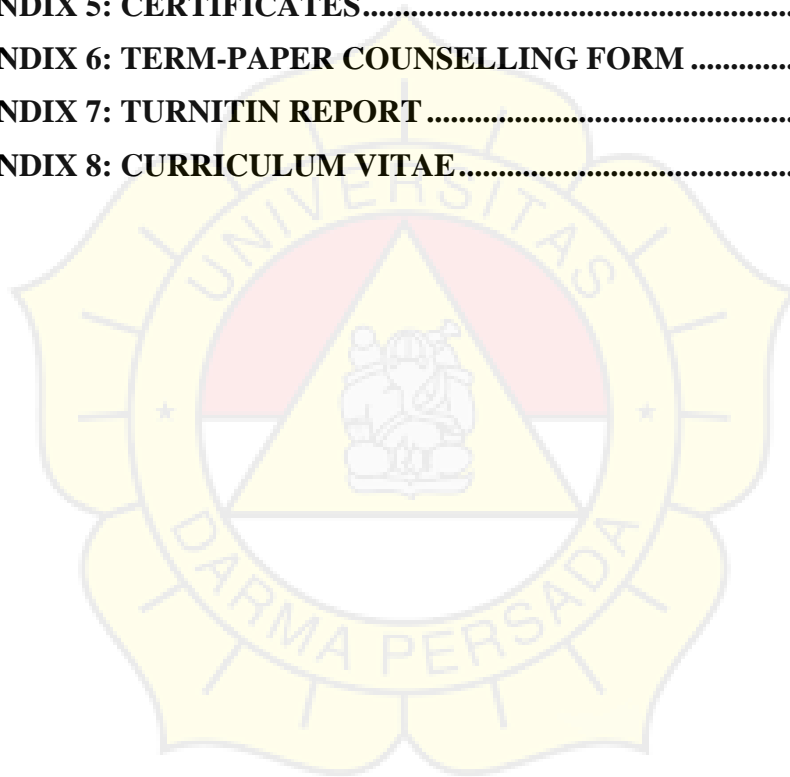 NDIX 5: CERTIFICATES..........................................................
NDIX 6: TERM-PAPER COUNSELLING FORM ..............
NDIX 7: TURNITIN REPORT ...............................................
NDIX 8: CURRICULUM VITAE...........................................
UNIVERSITAS
DARMA PERSADA